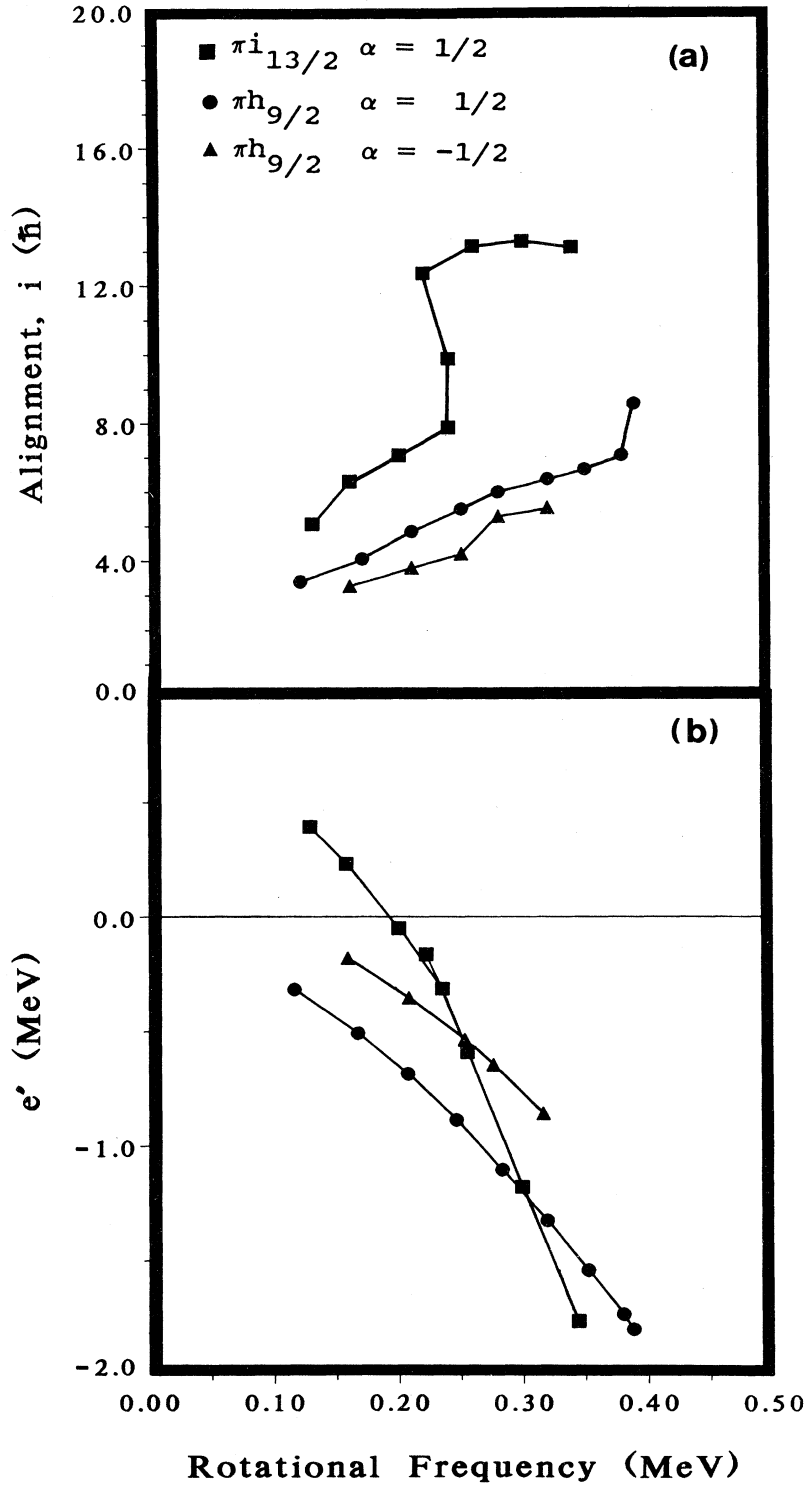 20.0
(a)
■ πi13/2 α = 1/2
● πh9/2 α = 1/2
▲ πh9/2 α = -1/2
16.0
12.0
8.0
4.0
0.0
Alignment, i (ħ)
(b)
0.0
-1.0
-2.0
e′ (MeV)
0.00 0.10 0.20 0.30 0.40 0.50
Rotational Frequency (MeV)